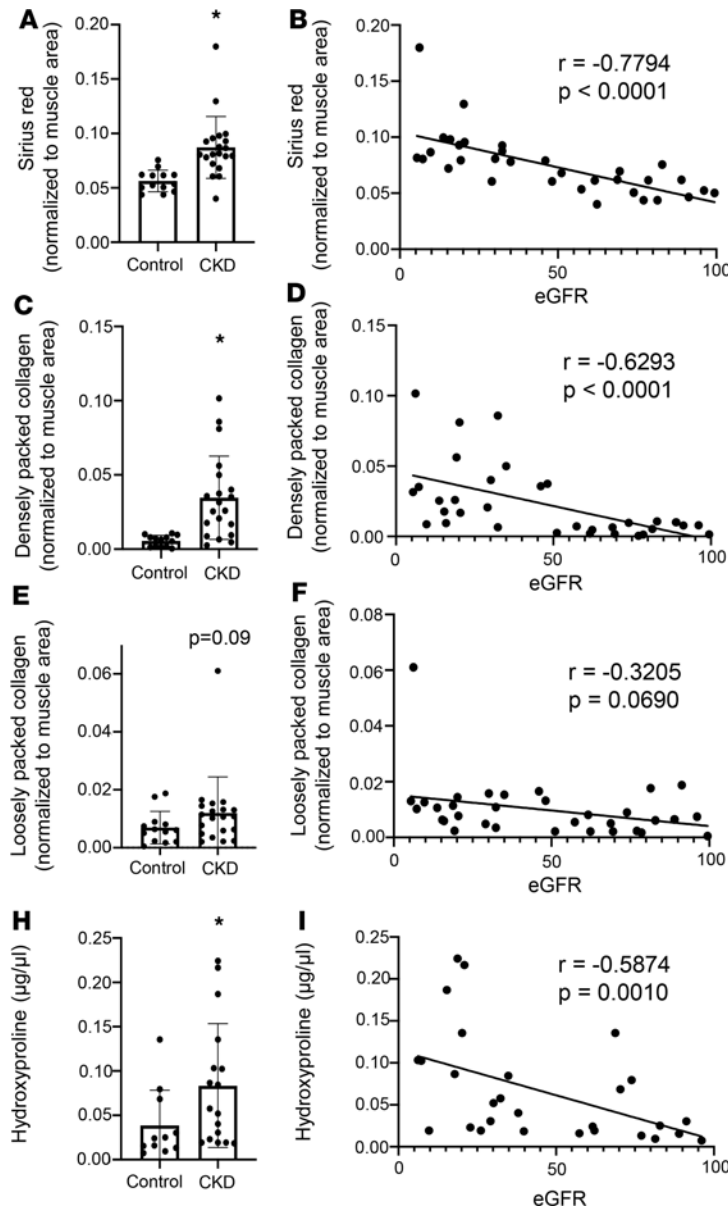 A
*
Sirius red
(normalized to muscle area)
0.20
0.15
0.10
0.05
0.00
Control CKD
B
Sirius red
(normalized to muscle area)
0.20
0.15
0.10
0.05
0.00
r = -0.7794
p < 0.0001
0 50 100
eGFR
C
*
Densely packed collagen
(normalized to muscle area)
0.15
0.10
0.05
0.00
Control CKD
D
Densely packed collagen
(normalized to muscle area)
0.15
0.10
0.05
0.00
r = -0.6293
p < 0.0001
0 50 100
eGFR
E
p=0.09
Loosely packed collagen
(normalized to muscle area)
0.06
0.04
0.02
0.00
Control CKD
F
Loosely packed collagen
(normalized to muscle area)
0.08
0.06
0.04
0.02
0.00
r = -0.3205
p = 0.0690
0 50 100
eGFR
H
*
Hydroxyproline (µg/µl)
0.25
0.20
0.15
0.10
0.05
0.00
Control CKD
I
Hydroxyproline (µg/µl)
0.25
0.20
0.15
0.10
0.05
0.00
r = -0.5874
p = 0.0010
0 50 100
eGFR